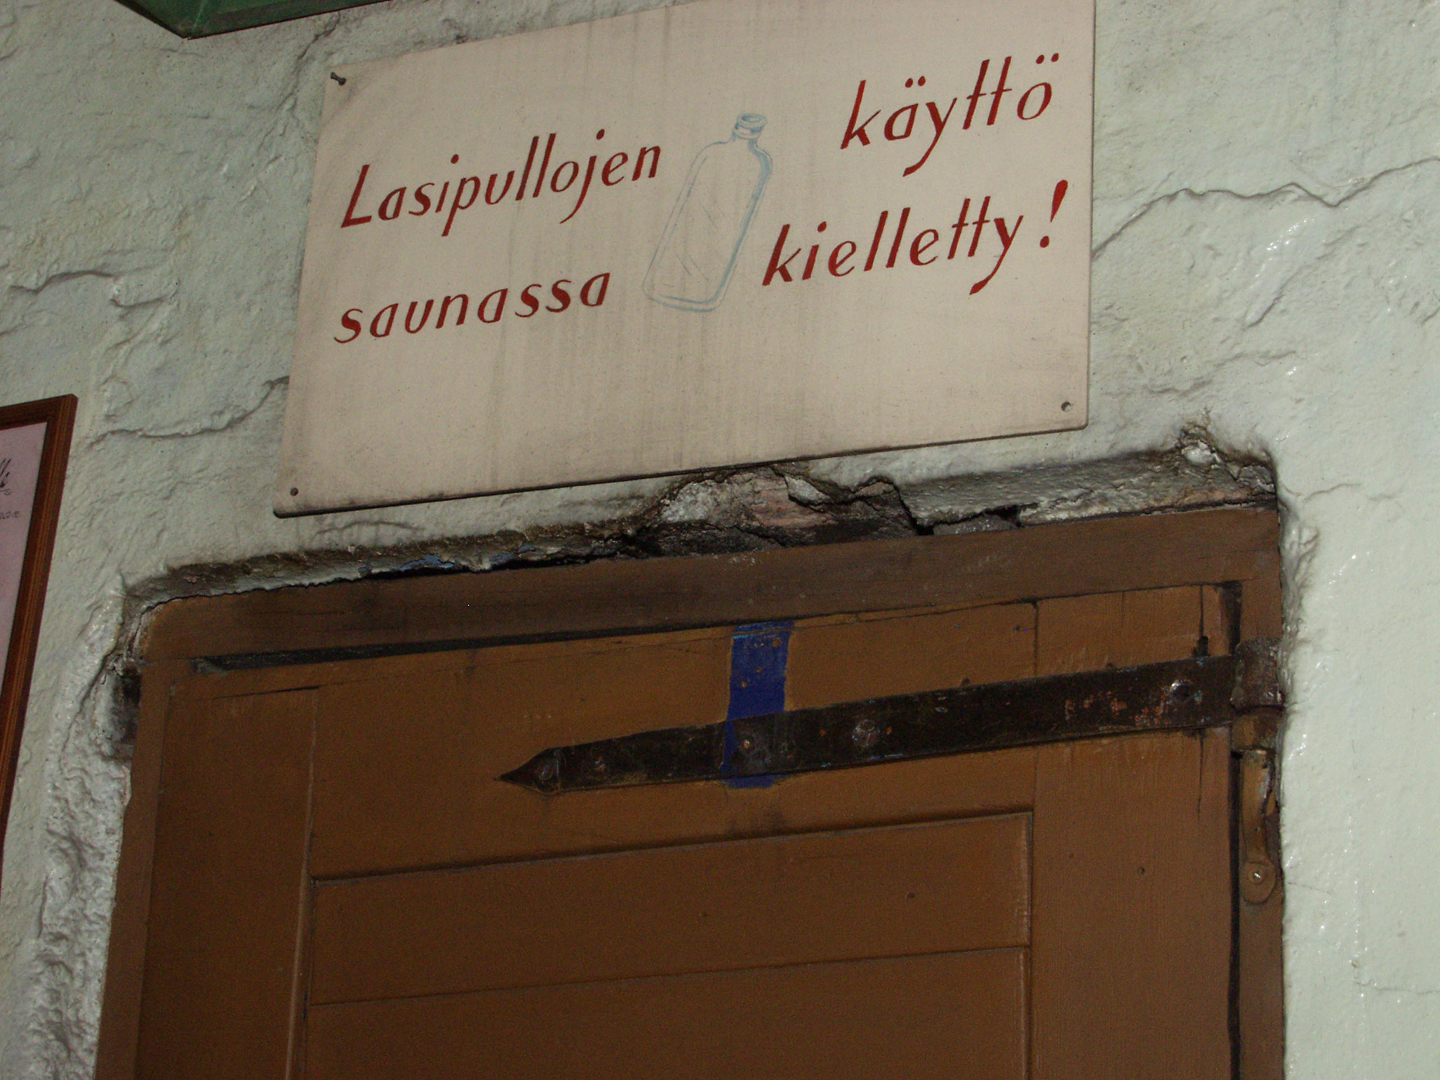 Lasipullojen käyttö
saunassa kielletty!